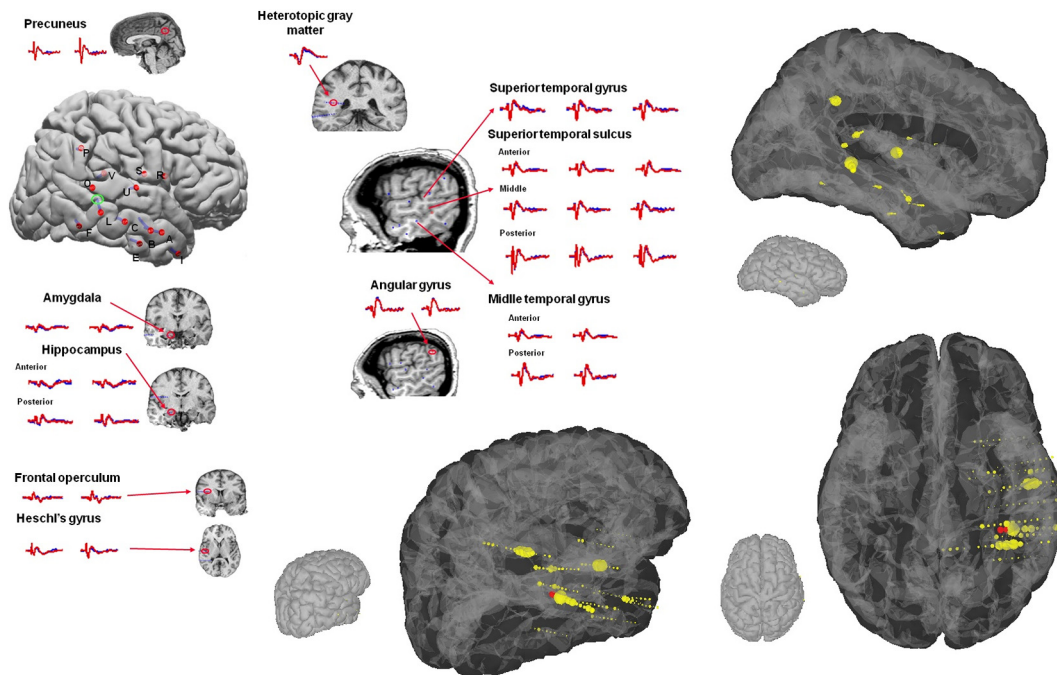 Precuneus
Heterotopic gray
matter
Superior temporal gyrus
Superior temporal sulcus
Anterior
Middle
Posterior
P
O
V
S
R
U
L
C
A
F
B
E
I
Amygdala
Hippocampus
Anterior
Posterior
Angular gyrus
Midlle temporal gyrus
Anterior
Posterior
Frontal operculum
Heschl's gyrus